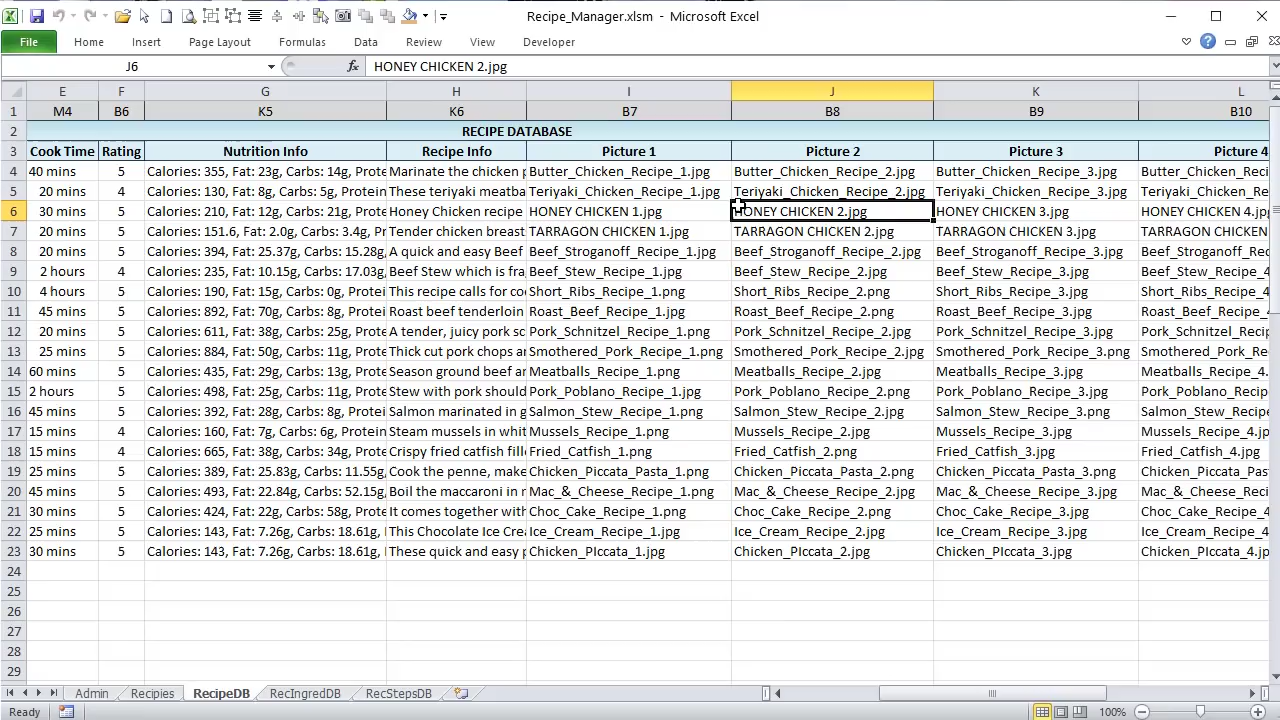 Recipe_Manager.xlsm - Microsoft Excel
File Home Insert Page Layout Formulas Data Review View Developer
J6 fx HONEY CHICKEN 2.jpg
E F G H I J K L
1 M4 B6 K5 K6 B7 B8 B9 B10
2 RECIPE DATABASE
3 Cook Time Rating Nutrition Info Recipe Info Picture 1 Picture 2 Picture 3 Picture 4
4 40 mins 5 Calories: 355, Fat: 23g, Carbs: 14g, Prote Marinate the chicken p Butter_Chicken_Recipe_1.jpg Butter_Chicken_Recipe_2.jpg Butter_Chicken_Recipe_3.jpg Butter_Chicken_Reci
5 20 mins 4 Calories: 130, Fat: 8g, Carbs: 5g, Protein These teriyaki meatba Teriyaki_Chicken_Recipe_1.jpg Teriyaki_Chicken_Recipe_2.jpg Teriyaki_Chicken_Recipe_3.jpg Teriyaki_Chicken_Re
6 30 mins 5 Calories: 210, Fat: 12g, Carbs: 21g, Prote Honey Chicken recipe HONEY CHICKEN 1.jpg HONEY CHICKEN 2.jpg HONEY CHICKEN 3.jpg HONEY CHICKEN 4.jp
7 20 mins 5 Calories: 151.6, Fat: 2.0g, Carbs: 3.4g, Pr Tender chicken breast TARRAGON CHICKEN 1.jpg TARRAGON CHICKEN 2.jpg TARRAGON CHICKEN 3.jpg TARRAGON CHICKEN
8 20 mins 5 Calories: 394, Fat: 25.37g, Carbs: 15.28g, A quick and easy Beef Beef_Stroganoff_Recipe_1.jpg Beef_Stroganoff_Recipe_2.jpg Beef_Stroganoff_Recipe_3.jpg Beef_Stroganoff_Rec
9 2 hours 4 Calories: 235, Fat: 10.15g, Carbs: 17.03g, Beef Stew which is fra Beef_Stew_Recipe_1.jpg Beef_Stew_Recipe_2.jpg Beef_Stew_Recipe_3.jpg Beef_Stew_Recipe_4
10 4 hours 5 Calories: 190, Fat: 15g, Carbs: 0g, Protei This recipe calls for co Short_Ribs_Recipe_1.png Short_Ribs_Recipe_2.png Short_Ribs_Recipe_3.jpg Short_Ribs_Recipe_4
11 45 mins 5 Calories: 892, Fat: 70g, Carbs: 8g, Protei Roast beef tenderloin Roast_Beef_Recipe_1.jpg Roast_Beef_Recipe_2.png Roast_Beef_Recipe_3.jpg Roast_Beef_Recipe_4
12 20 mins 5 Calories: 611, Fat: 38g, Carbs: 25g, Prote A tender, juicy pork sc Pork_Schnitzel_Recipe_1.png Pork_Schnitzel_Recipe_2.jpg Pork_Schnitzel_Recipe_3.jpg Pork_Schnitzel_Recip
13 25 mins 5 Calories: 884, Fat: 50g, Carbs: 11g, Prote Thick cut pork chops ar Smothered_Pork_Recipe_1.png Smothered_Pork_Recipe_2.jpg Smothered_Pork_Recipe_3.png Smothered_Pork_Rec
14 60 mins 5 Calories: 435, Fat: 29g, Carbs: 13g, Prote Season ground beef ar Meatballs_Recipe_1.png Meatballs_Recipe_2.jpg Meatballs_Recipe_3.jpg Meatballs_Recipe_4.
15 2 hours 5 Calories: 498, Fat: 25g, Carbs: 11g, Prote Stew with pork should Pork_Poblano_Recipe_1.jpg Pork_Poblano_Recipe_2.png Pork_Poblano_Recipe_3.jpg Pork_Poblano_Recip
16 45 mins 5 Calories: 392, Fat: 28g, Carbs: 8g, Protei Salmon marinated in g Salmon_Stew_Recipe_1.png Salmon_Stew_Recipe_2.jpg Salmon_Stew_Recipe_3.png Salmon_Stew_Recipe
17 15 mins 4 Calories: 160, Fat: 7g, Carbs: 6g, Protein Steam mussels in whit Mussels_Recipe_1.png Mussels_Recipe_2.jpg Mussels_Recipe_3.jpg Mussels_Recipe_4.jp
18 15 mins 4 Calories: 665, Fat: 38g, Carbs: 34g, Prote Crispy fried catfish fill Fried_Catfish_1.png Fried_Catfish_2.png Fried_Catfish_3.jpg Fried_Catfish_4.jpg
19 25 mins 5 Calories: 389, Fat: 25.83g, Carbs: 11.55g, Cook the penne, make Chicken_Piccata_Pasta_1.png Chicken_Piccata_Pasta_2.png Chicken_Piccata_Pasta_3.png Chicken_Piccata_Pas
20 45 mins 5 Calories: 493, Fat: 22.84g, Carbs: 52.15g, Boil the maccaroni in r Mac_&_Cheese_Recipe_1.png Mac_&_Cheese_Recipe_2.jpg Mac_&_Cheese_Recipe_3.jpg Mac_&_Cheese_Reci
21 30 mins 5 Calories: 424, Fat: 22g, Carbs: 58g, Prote It comes together with Choc_Cake_Recipe_1.png Choc_Cake_Recipe_2.png Choc_Cake_Recipe_3.jpg Choc_Cake_Recipe_4
22 25 mins 5 Calories: 143, Fat: 7.26g, Carbs: 18.61g, This Chocolate Ice Cre Ice_Cream_Recipe_1.jpg Ice_Cream_Recipe_2.jpg Ice_Cream_Recipe_3.jpg Ice_Cream_Recipe_4
23 30 mins 5 Calories: 143, Fat: 7.26g, Carbs: 18.61g, These quick and easy p Chicken_PIccata_1.jpg Chicken_PIccata_2.jpg Chicken_PIccata_3.jpg Chicken_PIccata_4.jp
24
25
26
27
28
29
Admin Recipies RecipeDB RecIngredDB RecStepsDB
Ready 100%